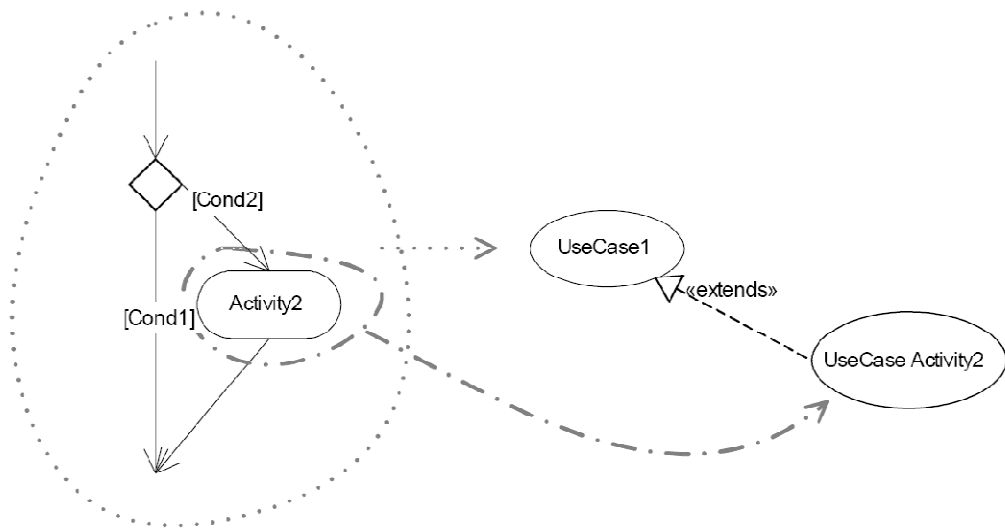 [Cond2]
UseCase1
Activity2
[Cond1]
«extends»
UseCase Activity2